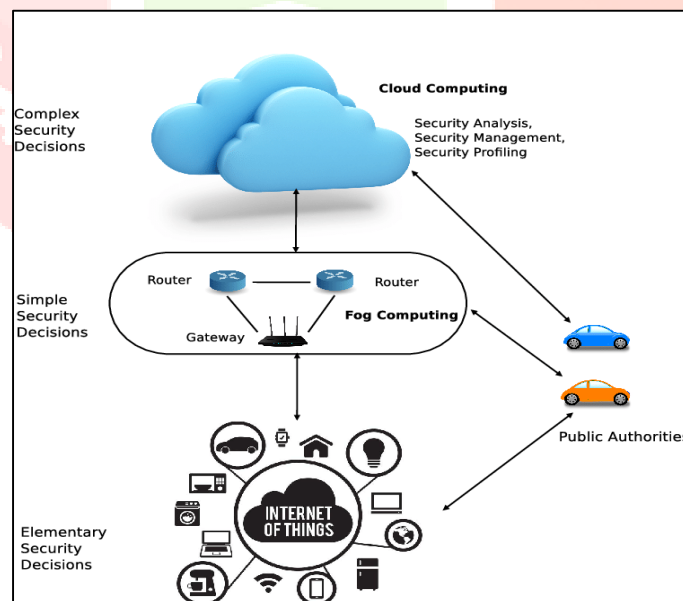 Cloud Computing
Complex
Security
Decisions
Security Analysis,
Security Management,
Security Profiling
Router
Router
Simple
Security
Decisions
Fog Computing
Gateway
Public Authorities
INTERNET
OF THINGS
Elementary
Security
Decisions